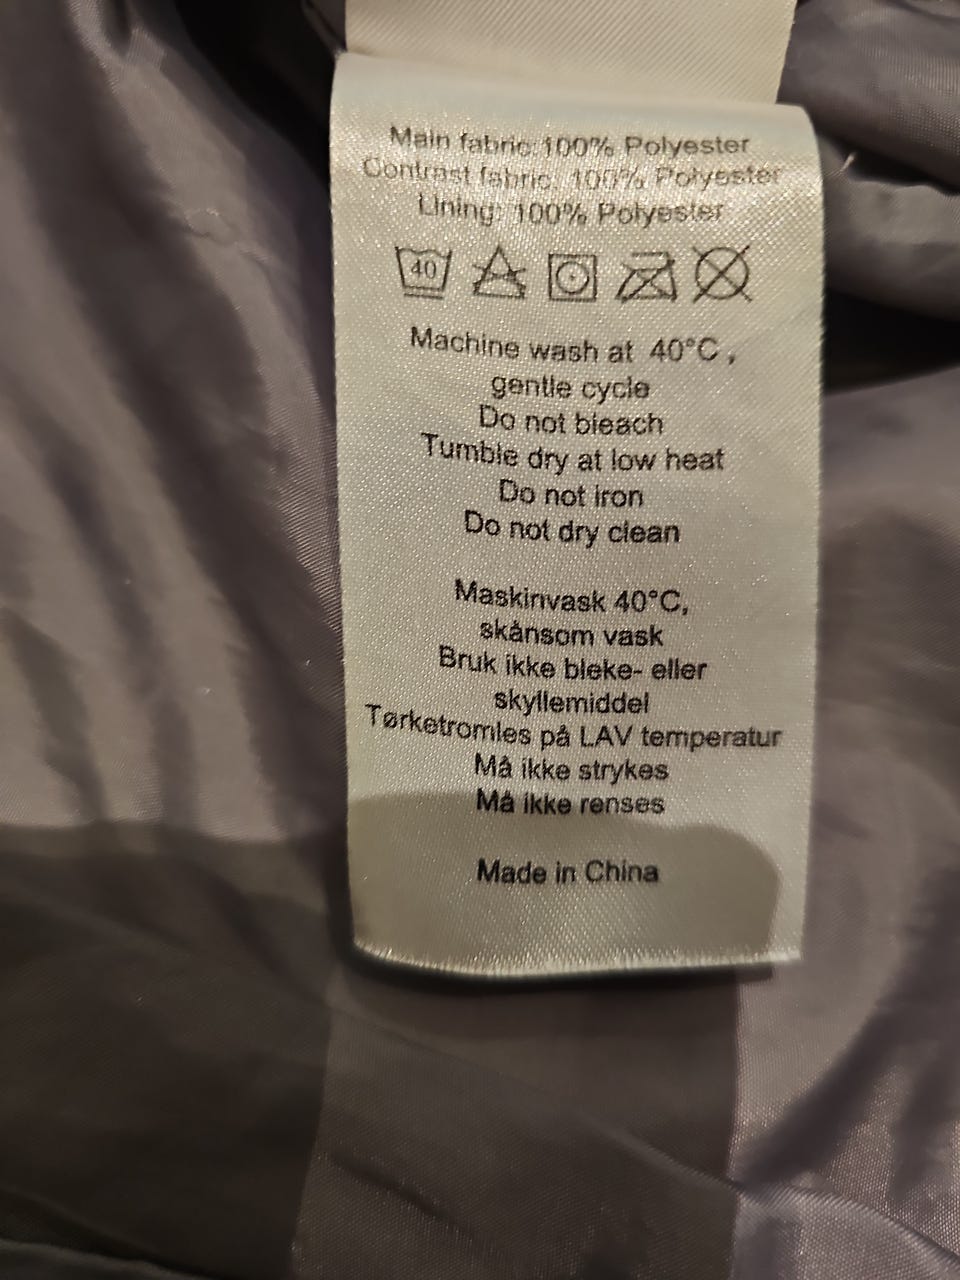 Main fabric: 100% Polyester
Contrast fabric: 100% Polyester
Lining: 100% Polyester
40
Machine wash at 40°C,
gentle cycle
Do not bleach
Tumble dry at low heat
Do not iron
Do not dry clean
Maskinvask 40°C,
skånsom vask
Bruk ikke bleke- eller
skyllemiddel
Tørketromles på LAV temperatur
Må ikke strykes
Må ikke renses
Made in China